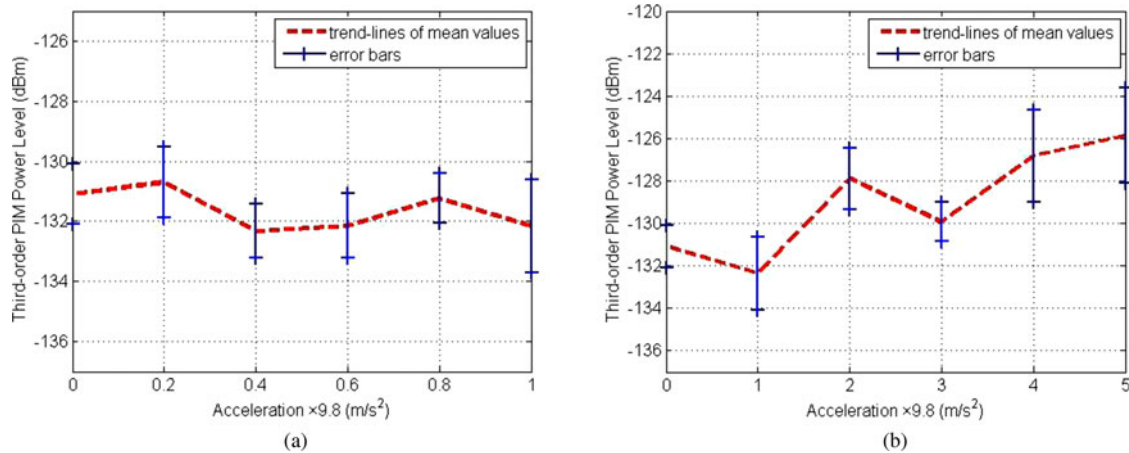 -126
-128
-130
-132
-134
-136
Third-order PIM Power Level (dBm)
trend-lines of mean values
error bars
0
0.2
0.4
0.6
0.8
1
Acceleration ×9.8 (m/s²)
(a)
-120
-122
-124
-126
-128
-130
-132
-134
-136
Third-order PIM Power Level (dBm)
trend-lines of mean values
error bars
0
1
2
3
4
5
Acceleration ×9.8 (m/s²)
(b)